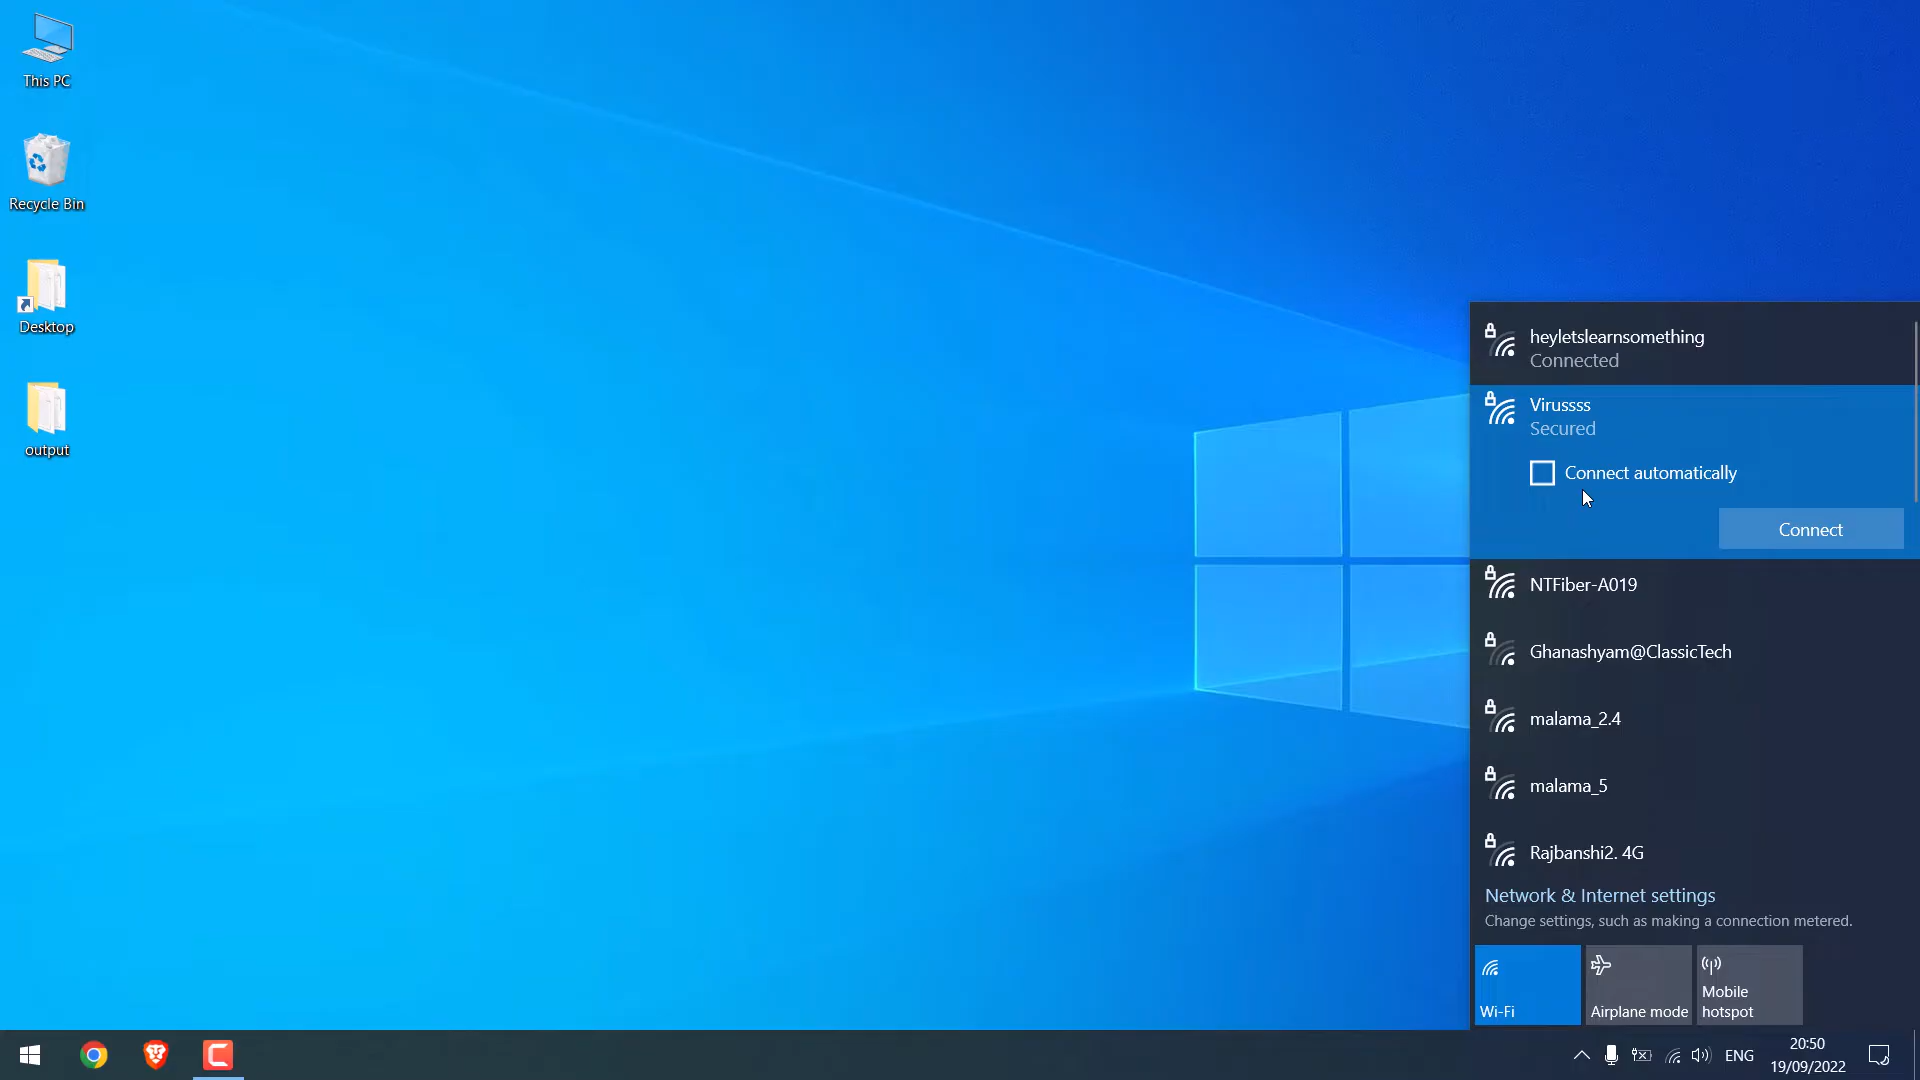 This PC
Recycle Bin
Desktop
output
heyletslearnsomething
Connected
Virussss
Secured
Connect automatically
Connect
NTFiber-A019
Ghanashyam@ClassicTech
malama_2.4
malama_5
Rajbanshi2. 4G
Network & Internet settings
Change settings, such as making a connection metered.
Wi-Fi
Airplane mode
Mobile
hotspot
ENG
20:50
19/09/2022